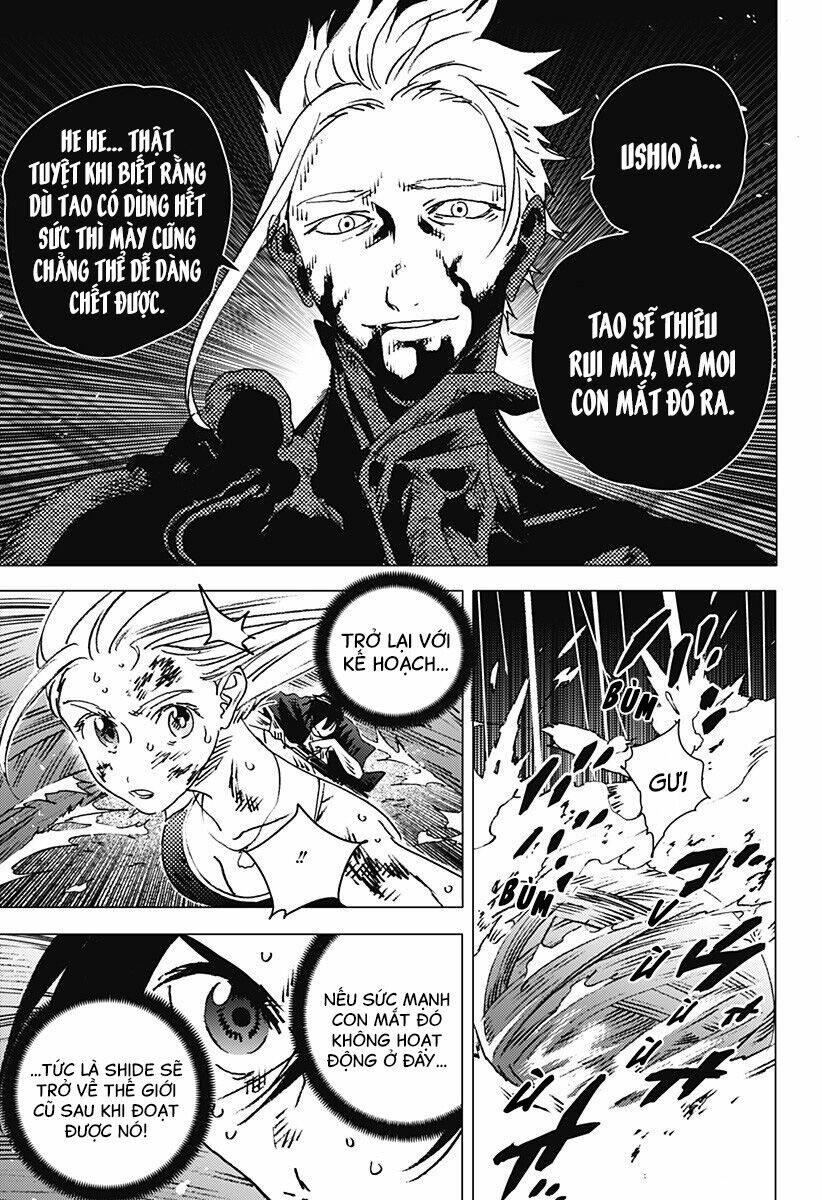 USHIO À...
TAO SẼ THIÊU
RỤI MÀY, VÀ MOI
CON MẮT ĐÓ RA.
HE HE... THẬT
TUYỆT KHI BIẾT RẰNG
DÙ TAO CÓ DÙNG HẾT
SỨC THÌ MÀY CŨNG
CHẲNG THỂ DỄ DÀNG
CHẾT ĐƯỢC.
BÙM
GƯ!
BÙM
V
Ù
Ù
Ù
TRỞ LẠI VỚI
KẾ HOẠCH...
!!
NẾU SỨC MẠNH
CON MẮT ĐÓ
KHÔNG HOẠT
ĐỘNG Ở ĐÂY...
...TỨC LÀ SHIDE SẼ
TRỞ VỀ THẾ GIỚI
CŨ SAU KHI ĐOẠT
ĐƯỢC NÓ!